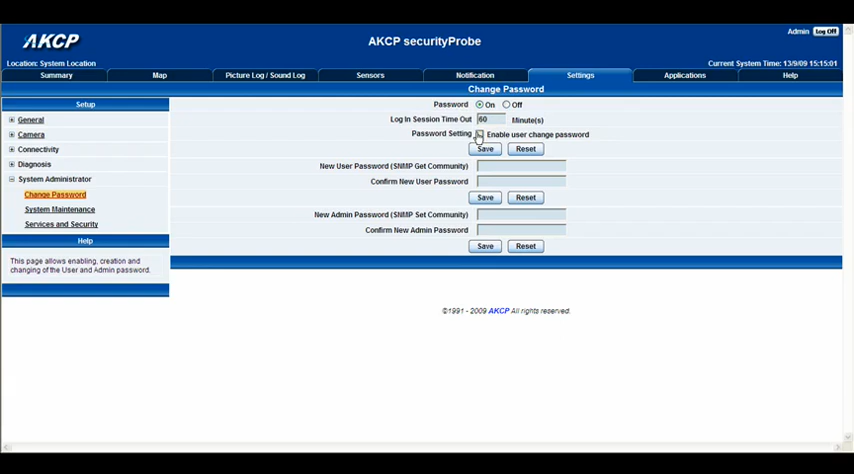 AKCP
AKCP securityProbe
Admin Log Off
Location: System Location
Current System Time: 13/9/09 15:15:01
Summary Map Picture Log / Sound Log Sensors Notification Settings Applications Help
Setup
Change Password
General
Camera
Connectivity
Diagnosis
System Administrator
Change Password
System Maintenance
Services and Security
Help
This page allows enabling, creation and
changing of the User and Admin password.
Password On Off
Log In Session Time Out 60 Minute(s)
Password Setting Enable user change password
Save Reset
New User Password (SNMP Get Community)
Confirm New User Password
Save Reset
New Admin Password (SNMP Set Community)
Confirm New Admin Password
Save Reset
©1991 - 2009 AKCP All rights reserved.